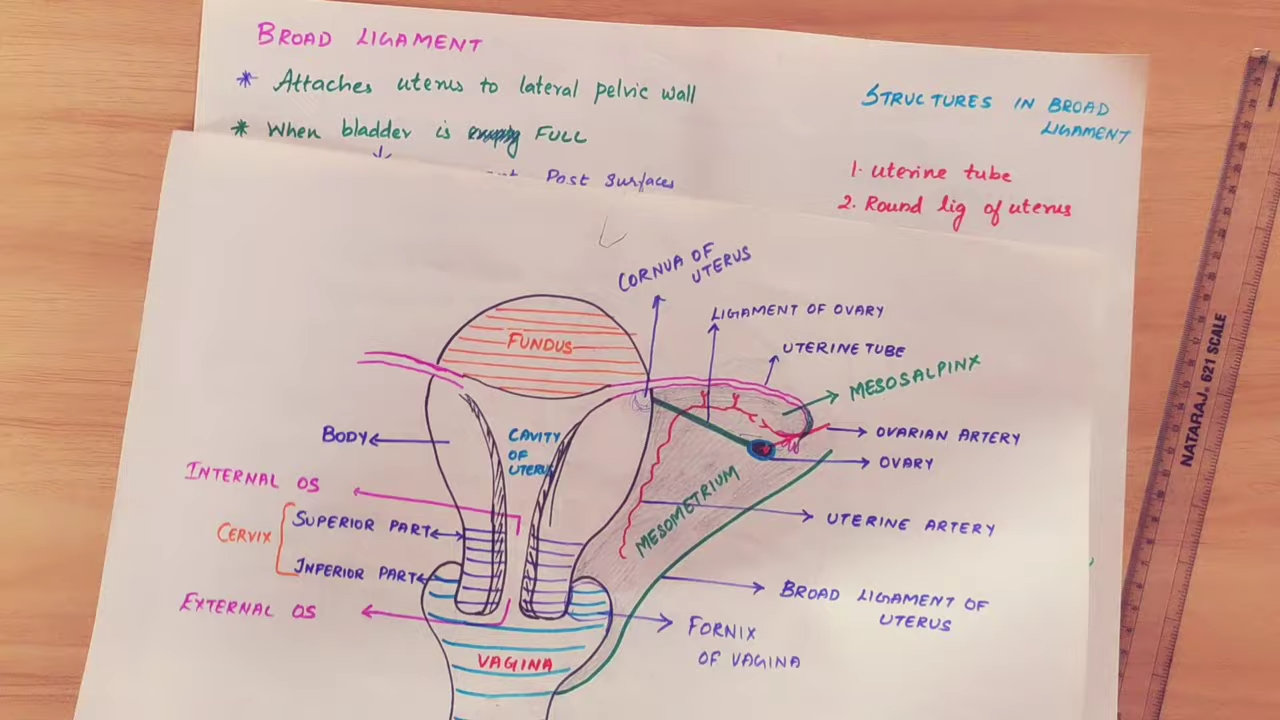 BROAD LIGAMENT
* Attaches uterus to lateral pelvic wall
* When bladder is FULL
Post Surfaces
STRUCTURES IN BROAD
LIGAMENT
1. uterine tube
2. Round lig of uterus
CORNUA OF
UTERUS
LIGAMENT OF OVARY
UTERINE TUBE
MESOSALPINX
FUNDUS
OVARIAN ARTERY
OVARY
BODY
CAVITY
OF
UTERUS
INTERNAL OS
CERVIX
SUPERIOR PART
INFERIOR PART
MESOMETRIUM
UTERINE ARTERY
EXTERNAL OS
BROAD LIGAMENT OF
UTERUS
FORNIX
OF VAGINA
VAGINA
NATARAJ 621 SCALE